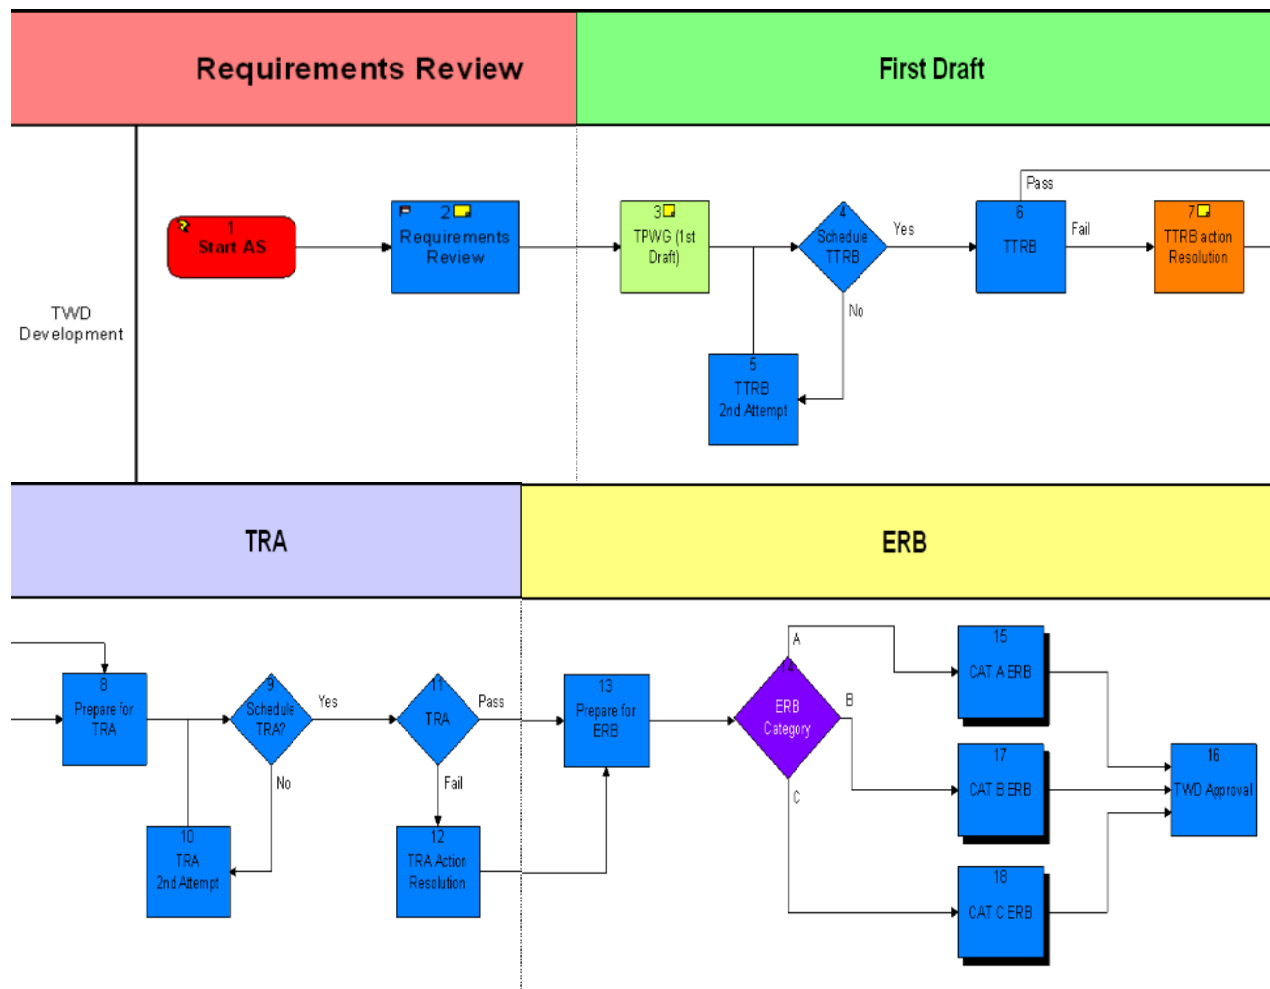 Requirements Review
First Draft
TWD
Development
1
Start AS
2
Requirements
Review
3
TPWG (1st
Draft)
4
Schedule
TTRB
Yes
No
5
TTRB
2nd Attempt
6
TTRB
Pass
Fail
7
TTRB action
Resolution
TRA
ERB
8
Prepare for
TRA
9
Schedule
TRA?
Yes
No
10
TRA
2nd Attempt
11
TRA
Pass
Fail
12
TRA Action
Resolution
13
Prepare for
ERB
14
ERB
Category
A
B
C
15
CAT A ERB
17
CAT B ERB
18
CAT C ERB
16
TWD Approval